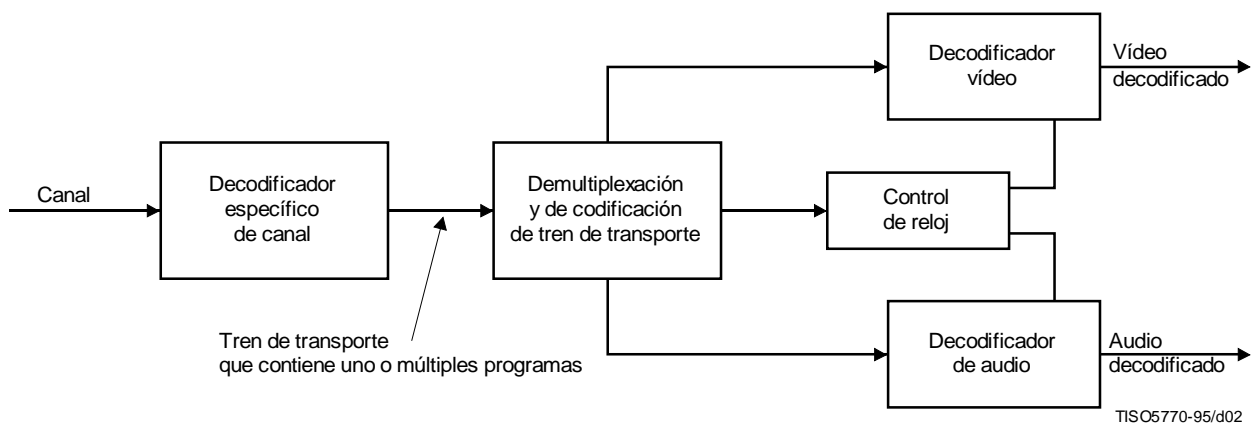 Canal
Decodificador
específico
de canal
Tren de transporte
que contiene uno o múltiples programas
Demultiplexación
y de codificación
de tren de transporte
Decodificador
vídeo
Vídeo
decodificado
Control
de reloj
Decodificador
de audio
Audio
decodificado
TISO5770-95/d02